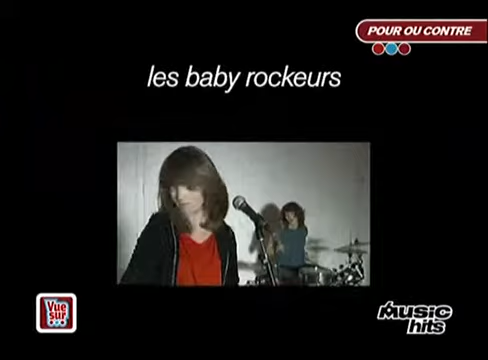 POUR OU CONTRE
les baby rockeurs
Vue
sur
Music
hits